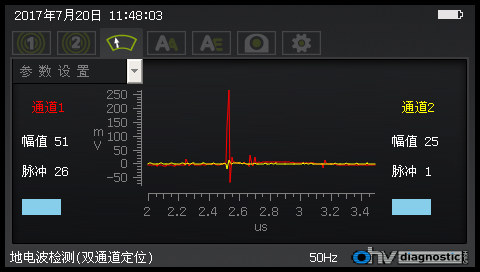 2017年7月20日 11:48:03
1 2 A A A E
参数设置
通道1
幅值 51
脉冲 26
mV
250
200
150
100
50
0
-50
2 2.2 2.4 2.6 2.8 3 3.2 3.4
us
通道2
幅值 25
脉冲 1
地电波检测(双通道定位) 50Hz OHV diagnostic